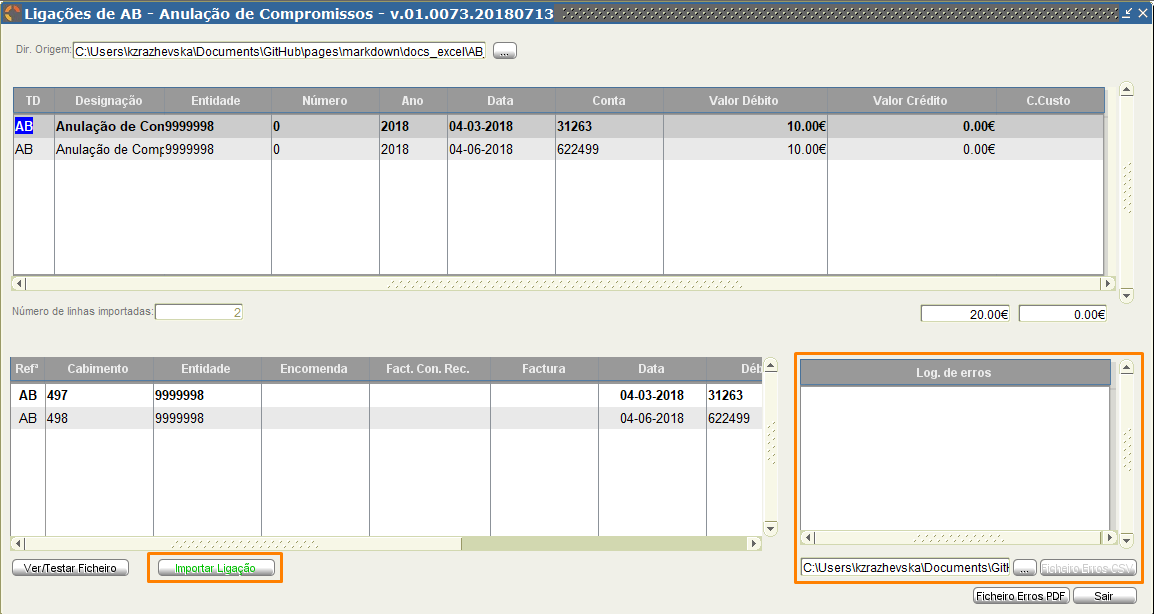 Ligações de AB - Anulação de Compromissos - v.01.0073.20180713
Dir. Origem: C:\Users\kzrazhevska\Documents\GitHub\pages\markdown\docs_excel\AB_ ...
TD Designação Entidade Número Ano Data Conta Valor Débito Valor Crédito C.Custo
AB Anulação de Con 9999998 0 2018 04-03-2018 31263 10.00€ 0.00€
AB Anulação de Comp 9999998 0 2018 04-06-2018 622499 10.00€ 0.00€
Número de linhas importadas: 2 20.00€ 0.00€
Refª Cabimento Entidade Encomenda Fact. Con. Rec. Factura Data Déb
AB 497 9999998 04-03-2018 31263
AB 498 9999998 04-06-2018 622499
Log. de erros
Ver/Testar Ficheiro Importar Ligação
C:\Users\kzrazhevska\Documents\GitH ... Ficheiro Erros CSV
Ficheiro Erros PDF Sair